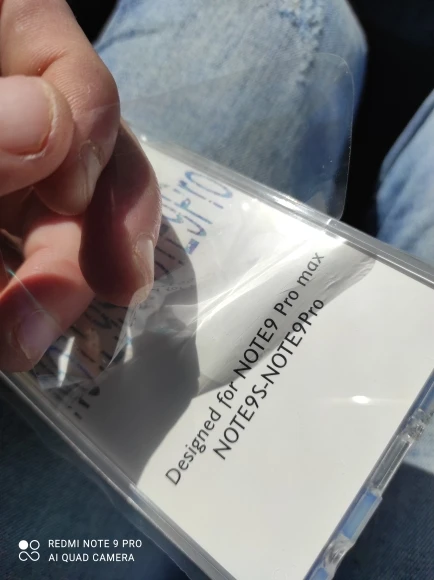 Designed for NOTE9 Pro max
NOTE9S-NOTE9Pro
REDMI NOTE 9 PRO
AI QUAD CAMERA